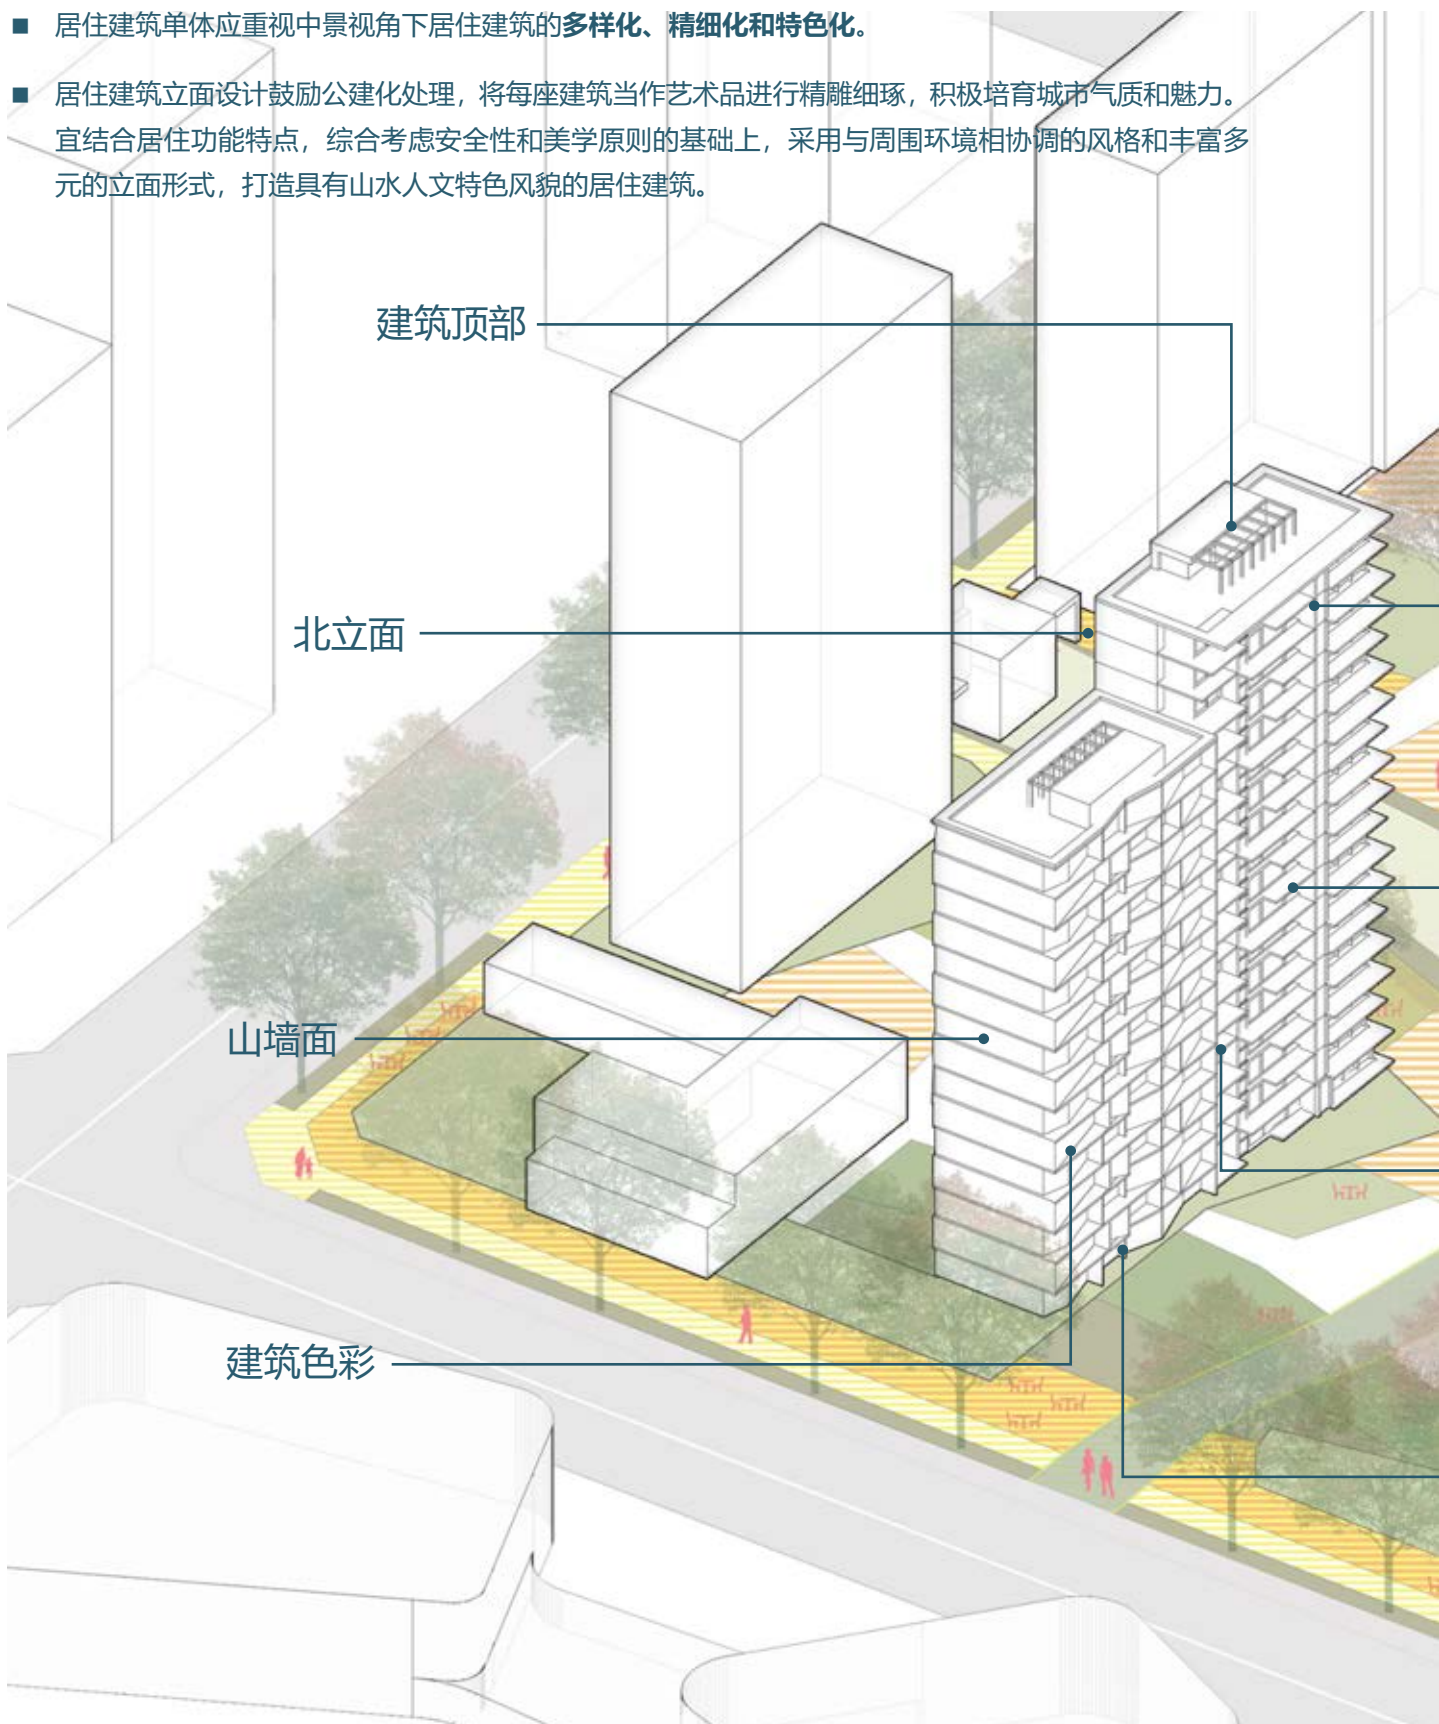 ■ 居住建筑单体应重视中景视角下居住建筑的多样化、精细化和特色化。
■ 居住建筑立面设计鼓励公建化处理，将每座建筑当作艺术品进行精雕细琢，积极培育城市气质和魅力。
宜结合居住功能特点，综合考虑安全性和美学原则的基础上，采用与周围环境相协调的风格和丰富多
元的立面形式，打造具有山水人文特色风貌的居住建筑。
建筑顶部
北立面
山墙面
建筑色彩